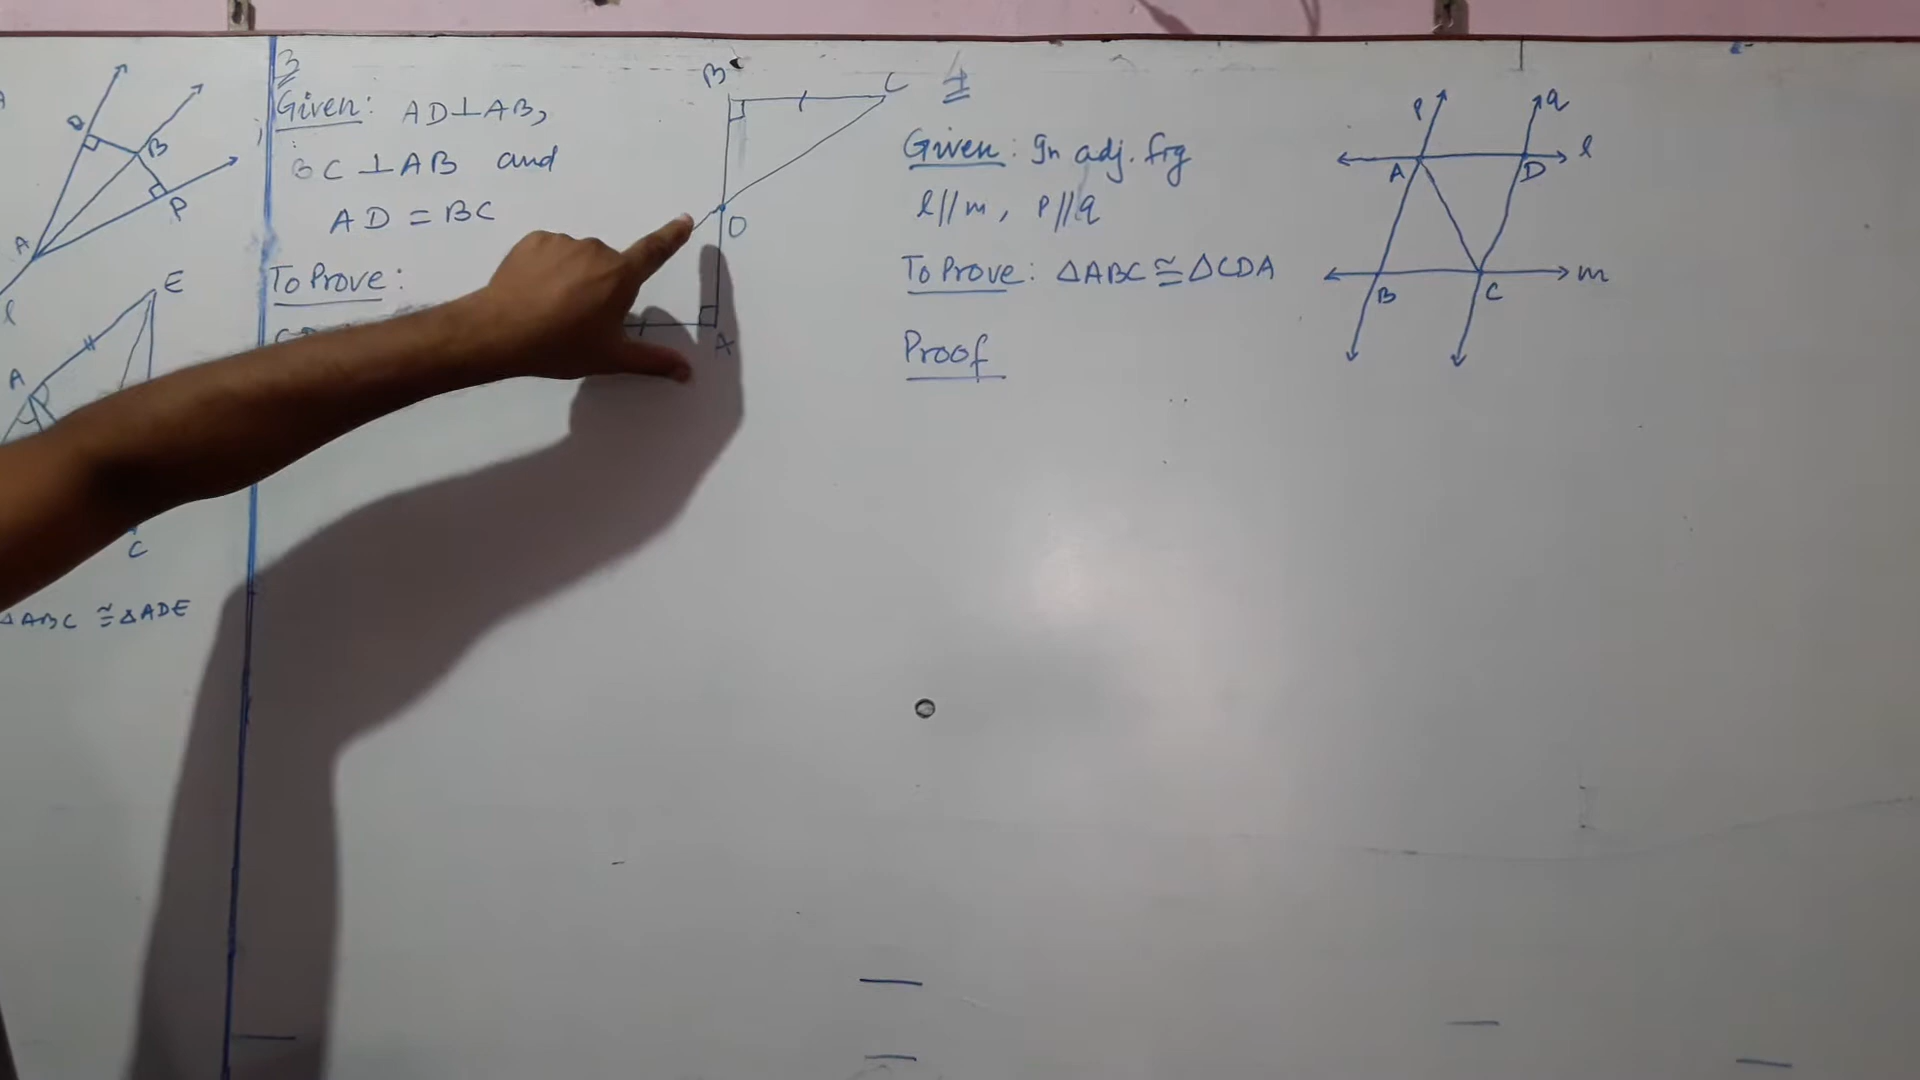 A
Q
B
P
A
l
E
A
C
ΔABC ≅ ΔADE
3
Given: AD⊥AB,
BC ⊥AB and
AD = BC
To Prove:
B
C
O
A
4
Given: In adj. fig
l//m, p//q
To Prove: ΔABC≅ΔCDA
Proof
p
q
l
A
D
B
C
m